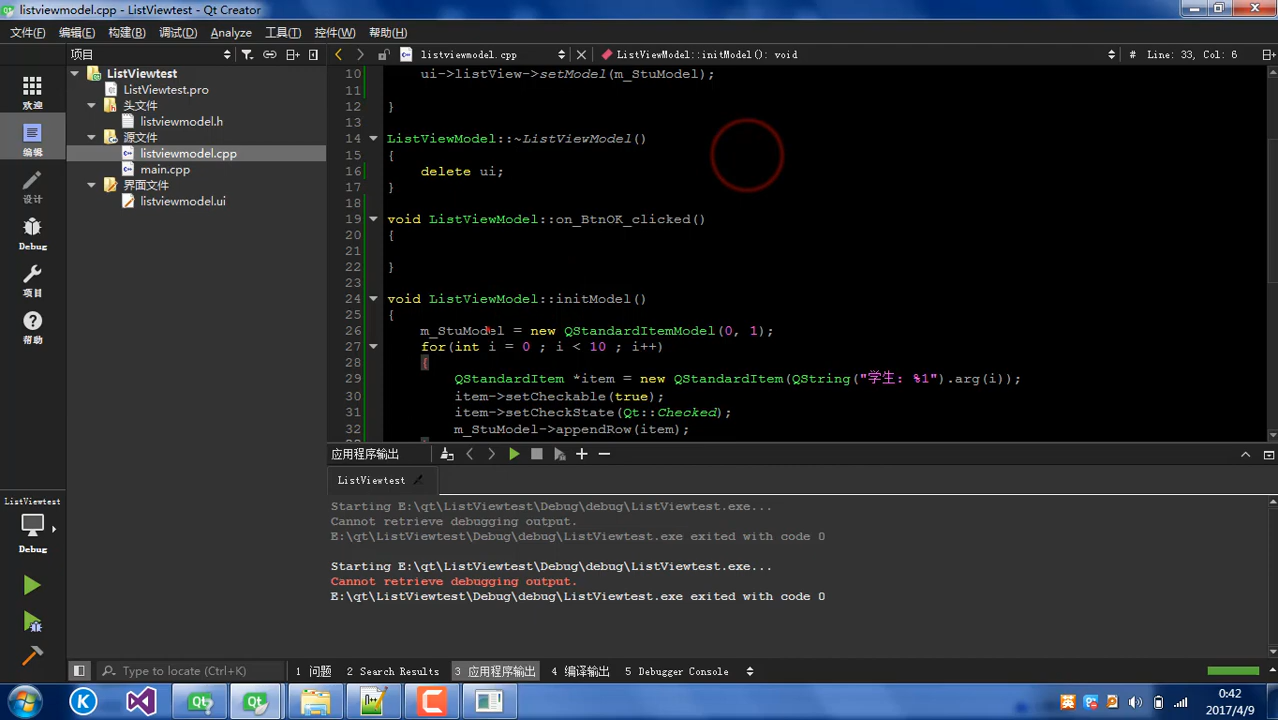 listviewmodel.cpp - ListViewtest - Qt Creator
文件(F) 编辑(E) 构建(B) 调试(D) Analyze 工具(T) 控件(W) 帮助(H)
项目 listviewmodel.cpp ListViewModel::initModel(): void # Line: 33, Col: 6
ListViewtest
ListViewtest.pro
头文件
listviewmodel.h
源文件
listviewmodel.cpp
main.cpp
界面文件
listviewmodel.ui
欢迎
编辑
设计
Debug
项目
帮助
ListViewtest
Debug
10 ui->listView->setModel(m_StuModel);
11
12 }
13
14 ListViewModel::~ListViewModel()
15 {
16 delete ui;
17 }
18
19 void ListViewModel::on_BtnOK_clicked()
20 {
21
22 }
23
24 void ListViewModel::initModel()
25 {
26 m_StuModel = new QStandardItemModel(0, 1);
27 for(int i = 0 ; i < 10 ; i++)
28 {
29 QStandardItem *item = new QStandardItem(QString("学生: %1").arg(i));
30 item->setCheckable(true);
31 item->setCheckState(Qt::Checked);
32 m_StuModel->appendRow(item);
应用程序输出
ListViewtest
Starting E:\qt\ListViewtest\Debug\debug\ListViewtest.exe...
Cannot retrieve debugging output.
E:\qt\ListViewtest\Debug\debug\ListViewtest.exe exited with code 0
Starting E:\qt\ListViewtest\Debug\debug\ListViewtest.exe...
Cannot retrieve debugging output.
E:\qt\ListViewtest\Debug\debug\ListViewtest.exe exited with code 0
Type to locate (Ctrl+K) 1 问题 2 Search Results 3 应用程序输出 4 编译输出 5 Debugger Console
英 0:42
2017/4/9